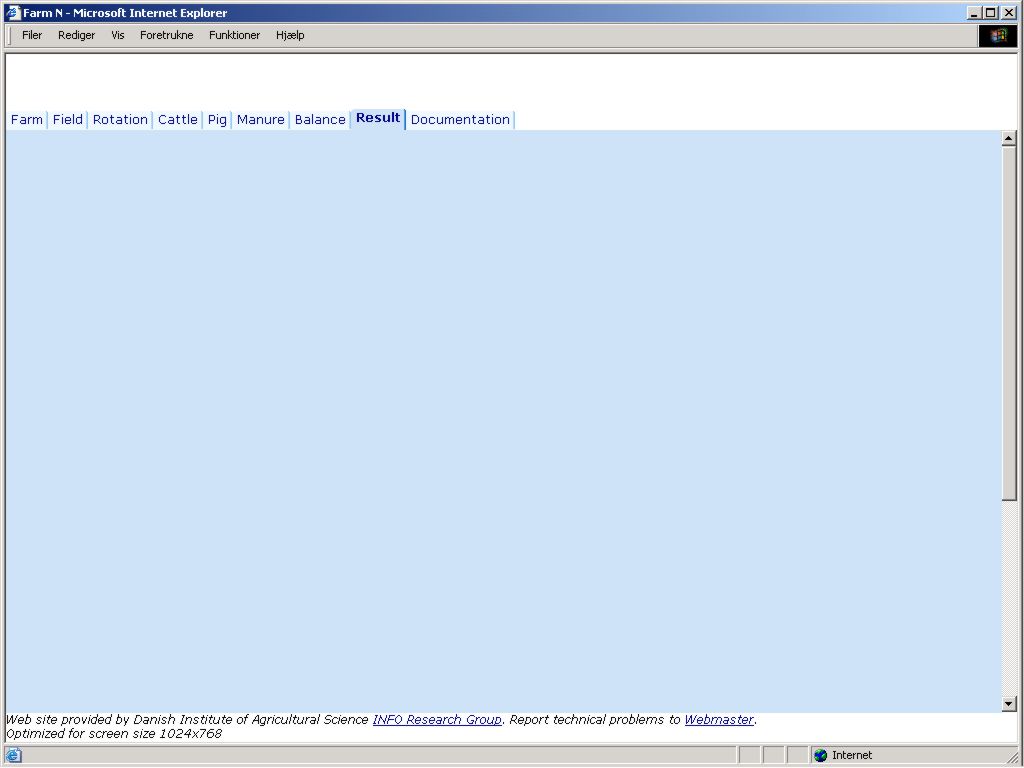 Farm N - Microsoft Internet Explorer
Filer Rediger Vis Foretrukne Funktioner Hjælp
Farm Field Rotation Cattle Pig Manure Balance Result Documentation
Web site provided by Danish Institute of Agricultural Science INFO Research Group. Report technical problems to Webmaster.
Optimized for screen size 1024x768
Internet